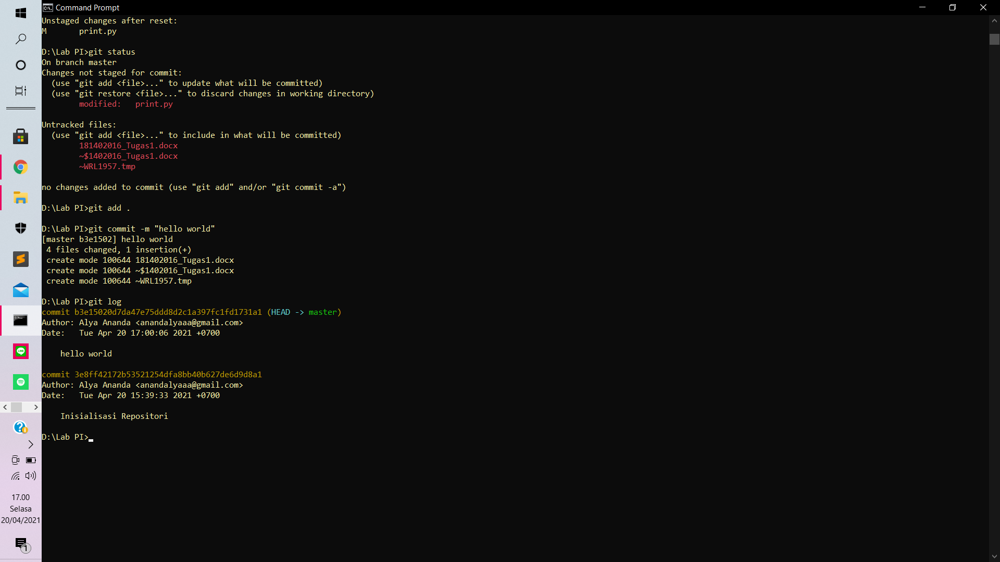 Command Prompt
Unstaged changes after reset:
M       print.py
D:\Lab PI>git status
On branch master
Changes not staged for commit:
  (use "git add <file>..." to update what will be committed)
  (use "git restore <file>..." to discard changes in working directory)
        modified:   print.py
Untracked files:
  (use "git add <file>..." to include in what will be committed)
        181402016_Tugas1.docx
        ~$1402016_Tugas1.docx
        ~WRL1957.tmp
no changes added to commit (use "git add" and/or "git commit -a")
D:\Lab PI>git add .
D:\Lab PI>git commit -m "hello world"
[master b3e1502] hello world
 4 files changed, 1 insertion(+)
 create mode 100644 181402016_Tugas1.docx
 create mode 100644 ~$1402016_Tugas1.docx
 create mode 100644 ~WRL1957.tmp
D:\Lab PI>git log
commit b3e15020d7da47e75ddd8d2c1a397fc1fd1731a1 (HEAD -> master)
Author: Alya Ananda <anandalyaaa@gmail.com>
Date:   Tue Apr 20 17:00:06 2021 +0700
    hello world
commit 3e8ff42172b53521254dfa8bb40b627de6d9d8a1
Author: Alya Ananda <anandalyaaa@gmail.com>
Date:   Tue Apr 20 15:39:33 2021 +0700
    Inisialisasi Repositori
D:\Lab PI>
LINE
17.00
Selasa
20/04/2021
1